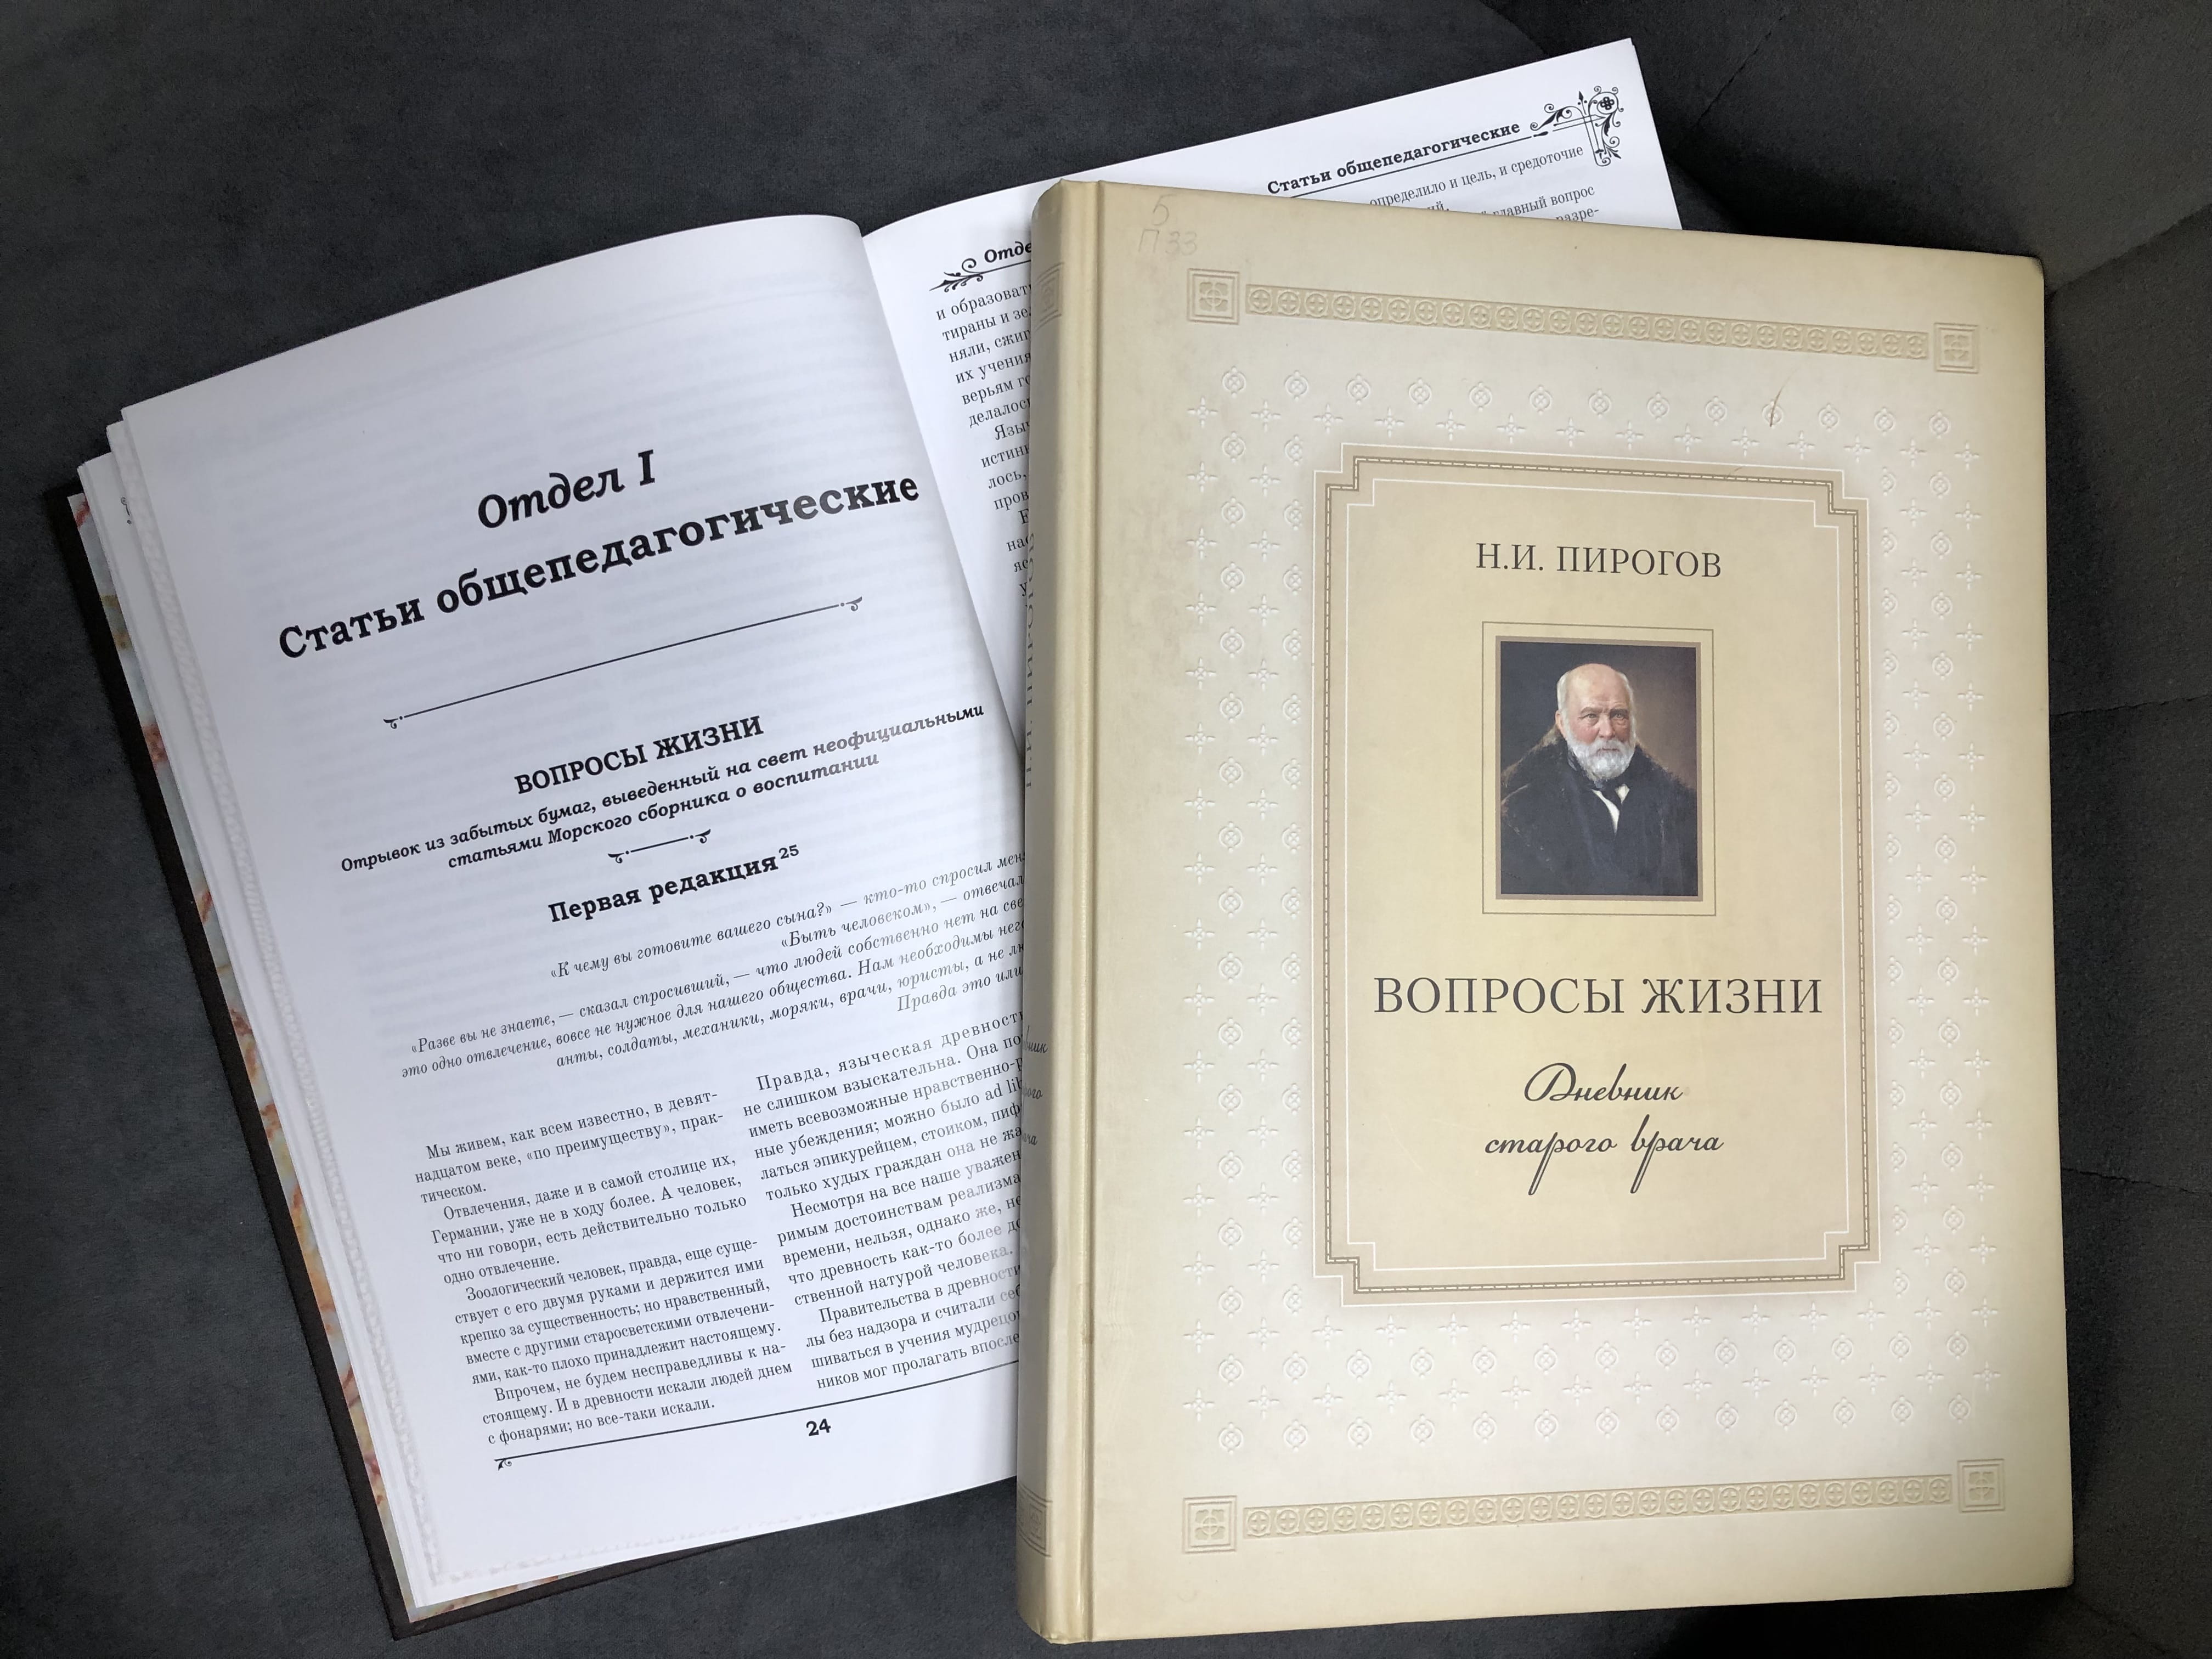 Отдел I
Статьи общепедагогические
ВОПРОСЫ ЖИЗНИ
Отрывок из забытых бумаг, выведенный на свет неофициальными
статьями Морского сборника о воспитании
Первая редакция25
«К чему вы готовите вашего сына?» — кто-то спросил
«Быть человеком», — отвечал
«Разве вы не знаете, — сказал спросивший, — что людей собственно нет на
это одно отвлечение, вовсе не нужное для нашего общества. Нам необходимы
анты, солдаты, механики, моряки, врачи, юристы, а не
Правда это или
Мы живем, как всем известно, в девят-
надцатом веке, «по преимуществу», прак-
тическом.
Отвлечения, даже и в самой столице их,
Германии, уже не в ходу более. А человек,
что ни говори, есть действительно только
одно отвлечение.
Зоологический человек, правда, еще суще-
ствует с его двумя руками и держится ими
крепко за существенность; но нравственный,
вместе с другими старосветскими отвлечени-
ями, как-то плохо принадлежит настоящему.
Впрочем, не будем несправедливы к на-
стоящему. И в древности искали людей днем
с фонарями; но все-таки искали.
Правда, языческая древность
не слишком взыскательна. Она
иметь всевозможные
ные убеждения; можно было ad
латься эпикурейцем, стоиком,
только худых граждан она не
Несмотря на все наше
римым достоинствам реализма
времени, нельзя, однако же,
что древность как-то более
ственной натурой человека.
Правительства в древности
лы без надзора и считали
шиваться в учения
ников мог пролагать
24
Статьи общепедагогические
определило и цель, и средоточие
главный вопрос
разре-
и
тираны и
няли,
их учения
верьям
делалось
лось,
Н.И. ПИРОГОВ
ВОПРОСЫ ЖИЗНИ
Дневник
старого врача
5
П 33